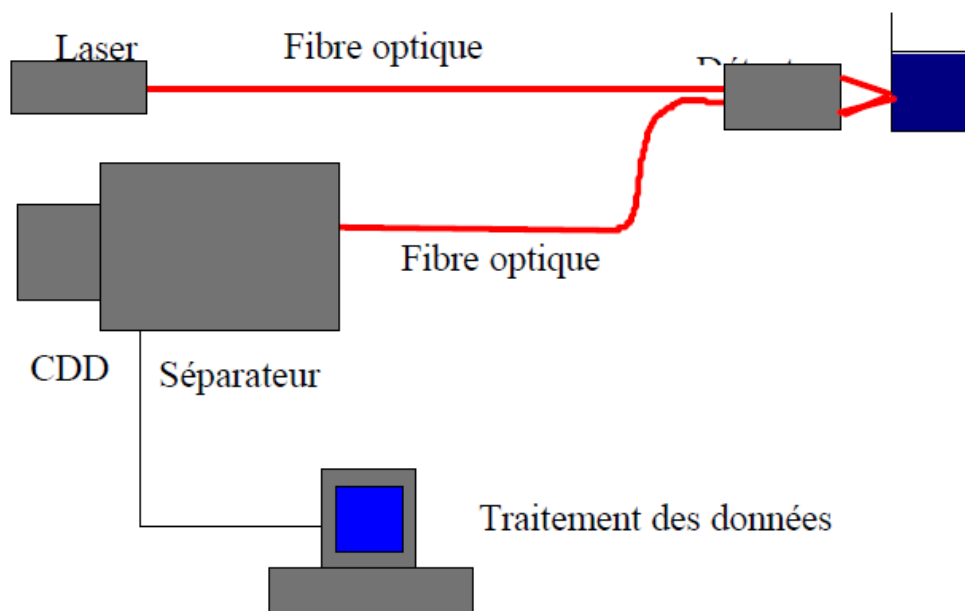 Laser
Fibre optique
Fibre optique
CDD
Séparateur
Traitement des données